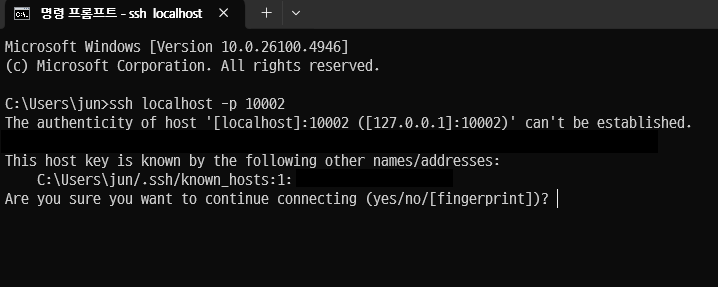 명령 프롬프트 - ssh localhost
Microsoft Windows [Version 10.0.26100.4946]
(c) Microsoft Corporation. All rights reserved.
C:\Users\jun>ssh localhost -p 10002
The authenticity of host '[localhost]:10002 ([127.0.0.1]:10002)' can't be established.
This host key is known by the following other names/addresses:
C:\Users\jun/.ssh/known_hosts:1:
Are you sure you want to continue connecting (yes/no/[fingerprint])?